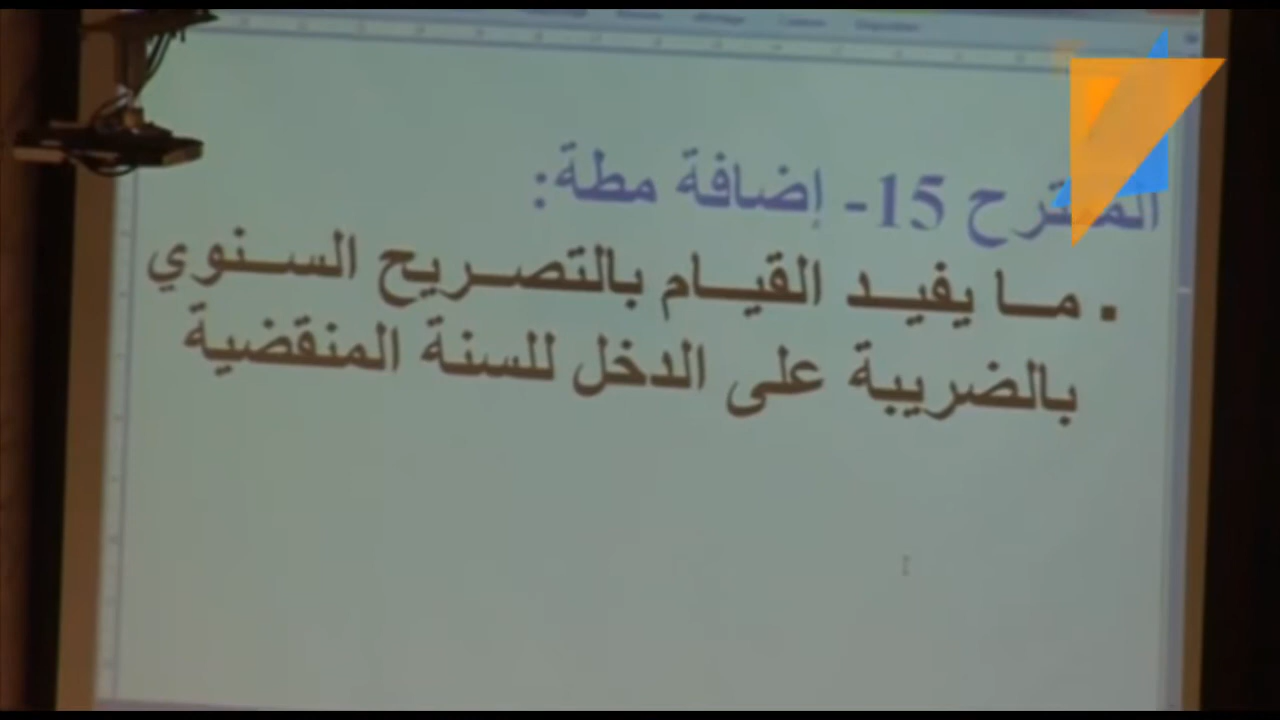 المقترح 15- إضافة مطة:
. ما يفيد القيام بالتصريح السنوي
بالضريبة على الدخل للسنة المنقضية